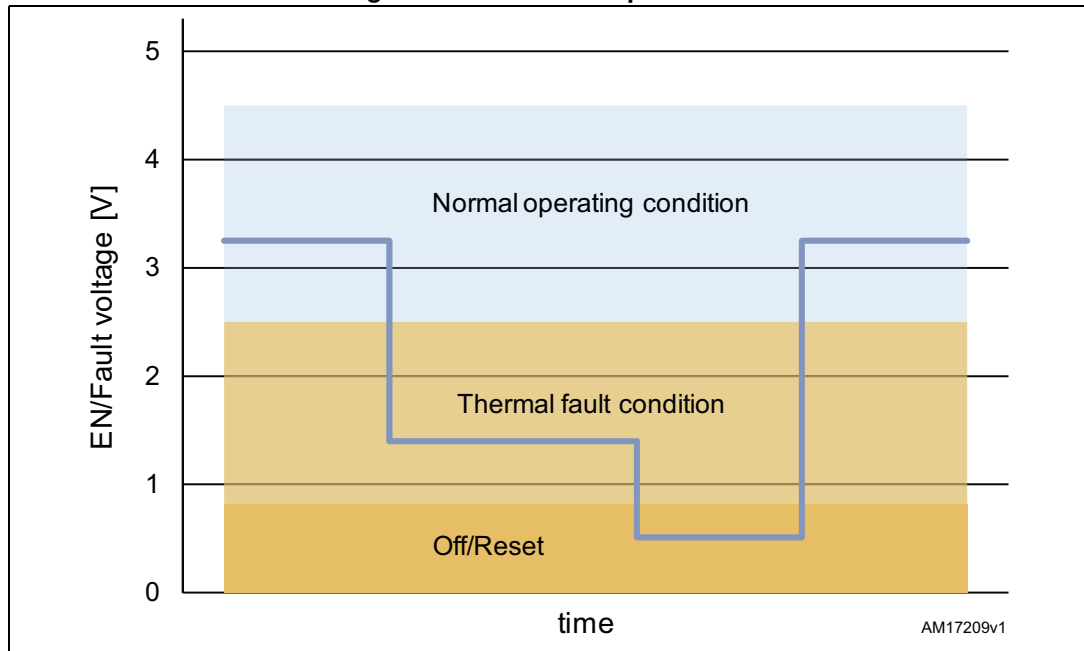 5
4
Normal operating condition
3
EN/Fault voltage [V]
2
Thermal fault condition
1
Off/Reset
0
time
AM17209v1